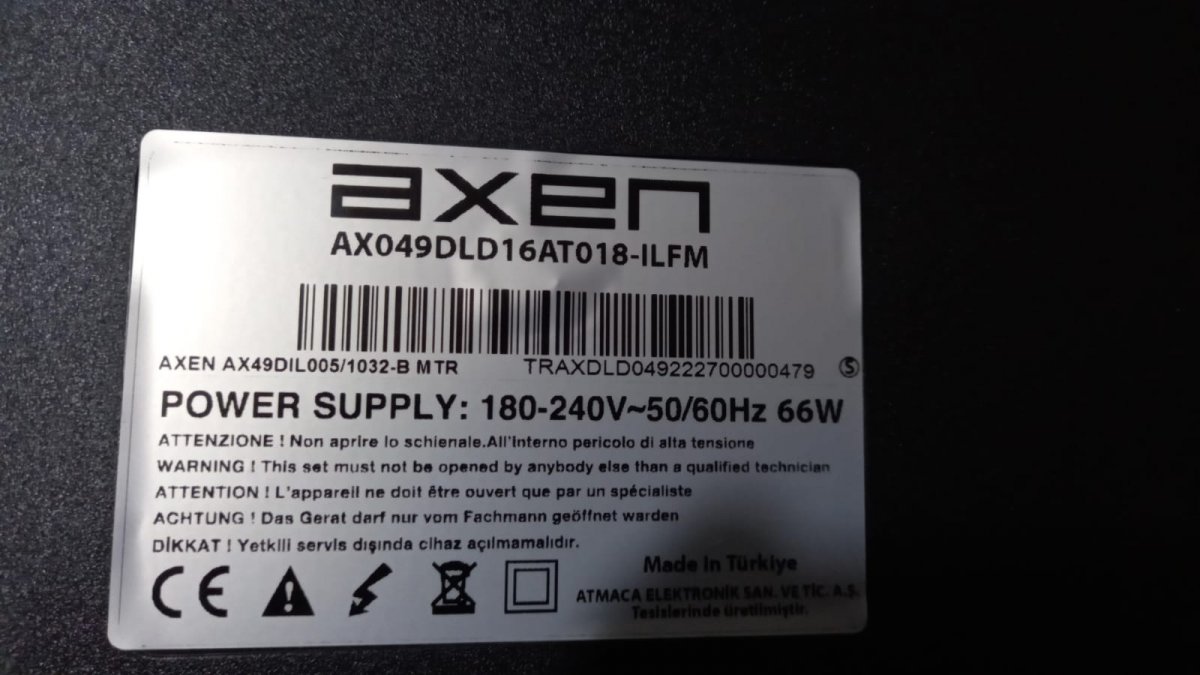 axen
AX049DLD16AT018-ILFM
AXEN AX49DIL005/1032-B MTR TRAXDLD049222700000479 S
POWER SUPPLY: 180-240V~50/60Hz 66W
ATTENZIONE ! Non aprire lo schienale.All'interno pericolo di alta tensione
WARNING ! This set must not be opened by anybody else than a qualified technician
ATTENTION ! L'appareil ne doit être ouvert que par un spécialiste
ACHTUNG ! Das Gerat darf nur vom Fachmann geöffnet warden
DİKKAT ! Yetkili servis dışında cihaz açılmamalıdır.
CE
Made In Türkiye
ATMACA ELEKTRONİK SAN. VE TİC. A.Ş.
Tesislerinde üretilmiştir.